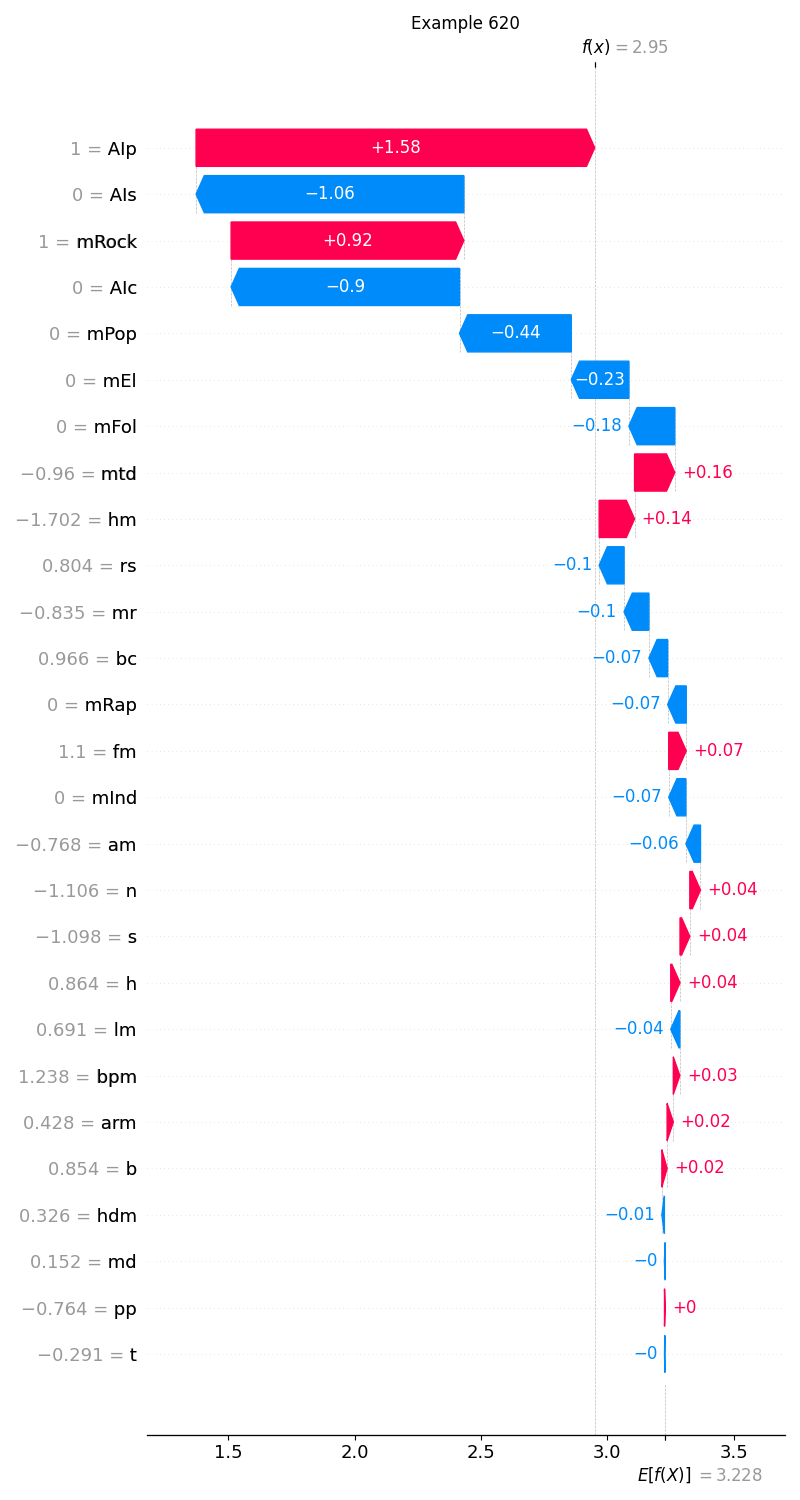 Example 620
f(x) = 2.95
1 = AIp +1.58
0 = AIs −1.06
1 = mRock +0.92
0 = AIc −0.9
0 = mPop −0.44
0 = mEl −0.23
0 = mFol −0.18
−0.96 = mtd +0.16
−1.702 = hm +0.14
0.804 = rs −0.1
−0.835 = mr −0.1
0.966 = bc −0.07
0 = mRap −0.07
1.1 = fm +0.07
0 = mInd −0.07
−0.768 = am −0.06
−1.106 = n +0.04
−1.098 = s +0.04
0.864 = h +0.04
0.691 = lm −0.04
1.238 = bpm +0.03
0.428 = arm +0.02
0.854 = b +0.02
0.326 = hdm −0.01
0.152 = md −0
−0.764 = pp +0
−0.291 = t −0
1.5 2.0 2.5 3.0 3.5
E[f(X)] = 3.228